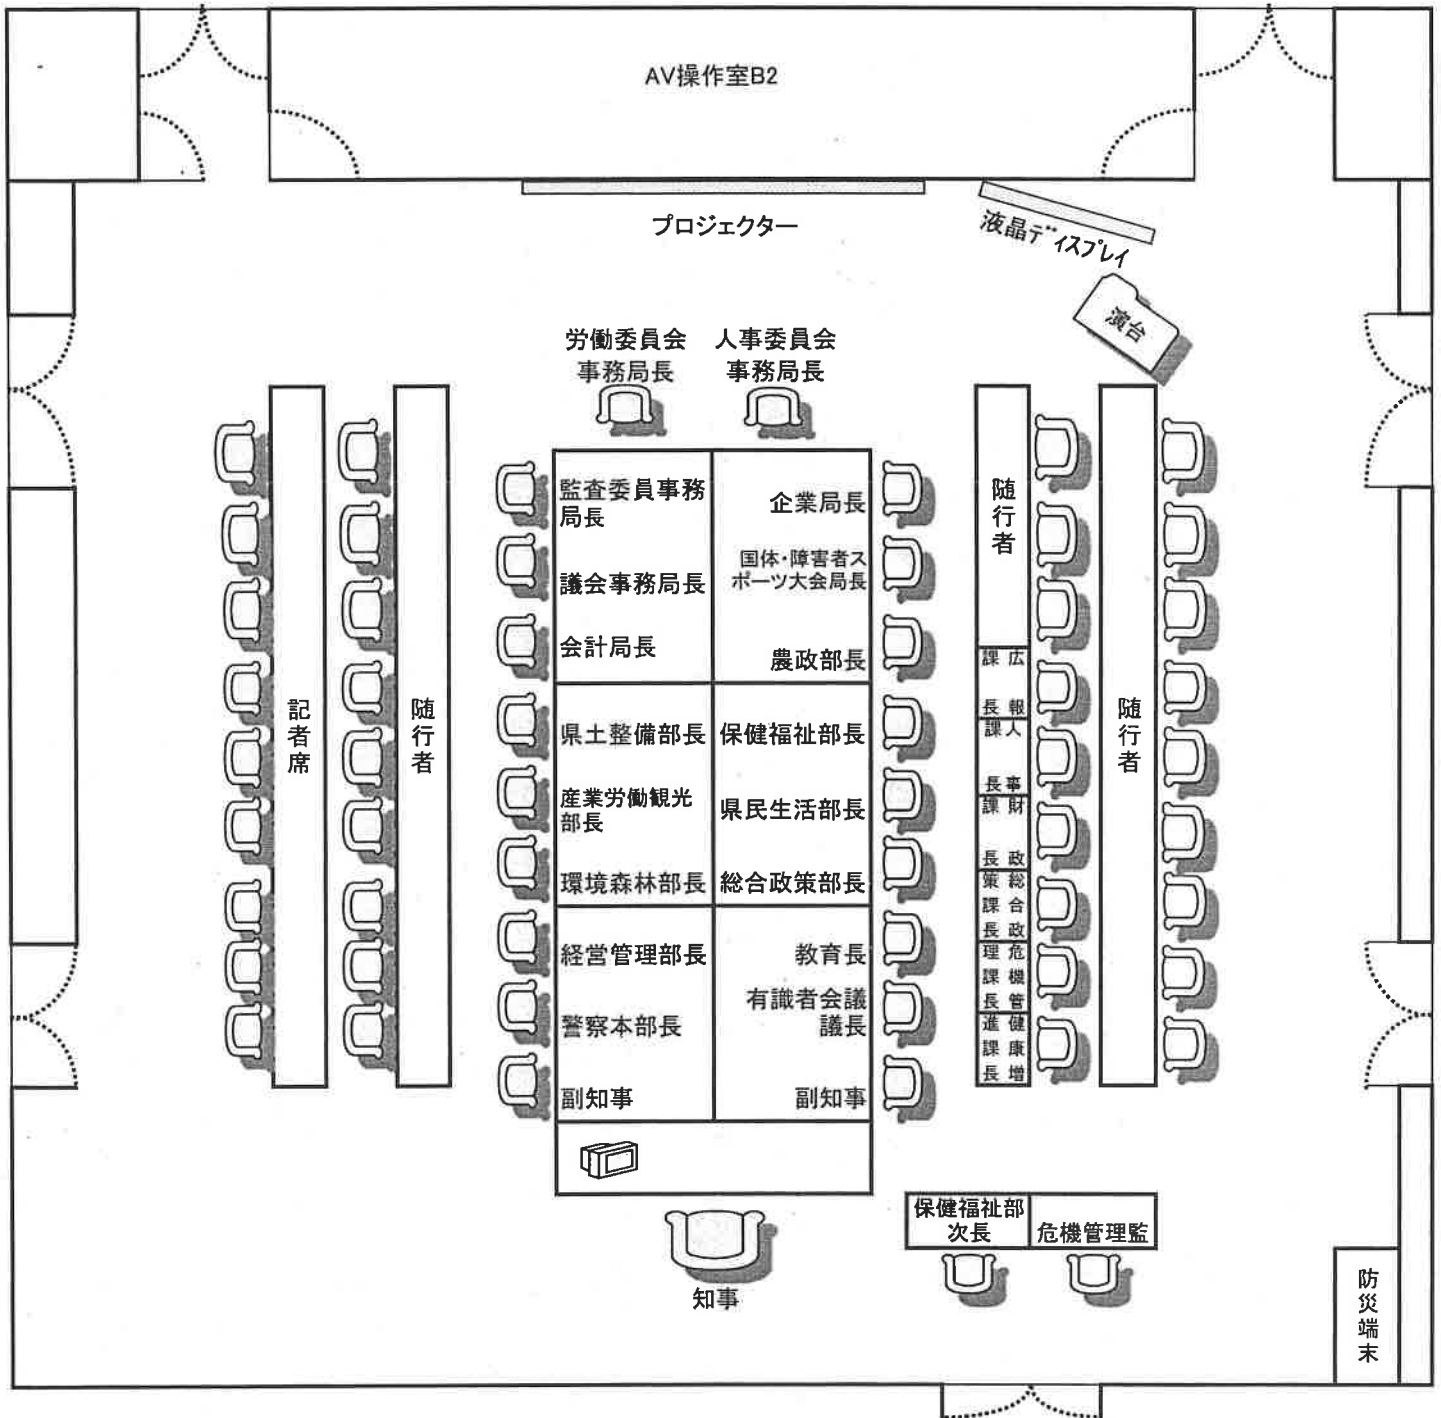 AV操作室B2
プロジェクター
液晶ディスプレイ
演台
労働委員会
事務局長
人事委員会
事務局長
記者席
随行者
監査委員事務
局長
議会事務局長
会計局長
県土整備部長
産業労働観光
部長
環境森林部長
経営管理部長
警察本部長
副知事
企業局長
国体・障害者ス
ポーツ大会局長
農政部長
保健福祉部長
県民生活部長
総合政策部長
教育長
有識者会議
議長
副知事
随行者
広報
課長
人事
課長
財政
課長
総合政
策課長
危機管
理課長
健康増
進課長
随行者
知事
保健福祉部
次長
危機管理監
防災端末